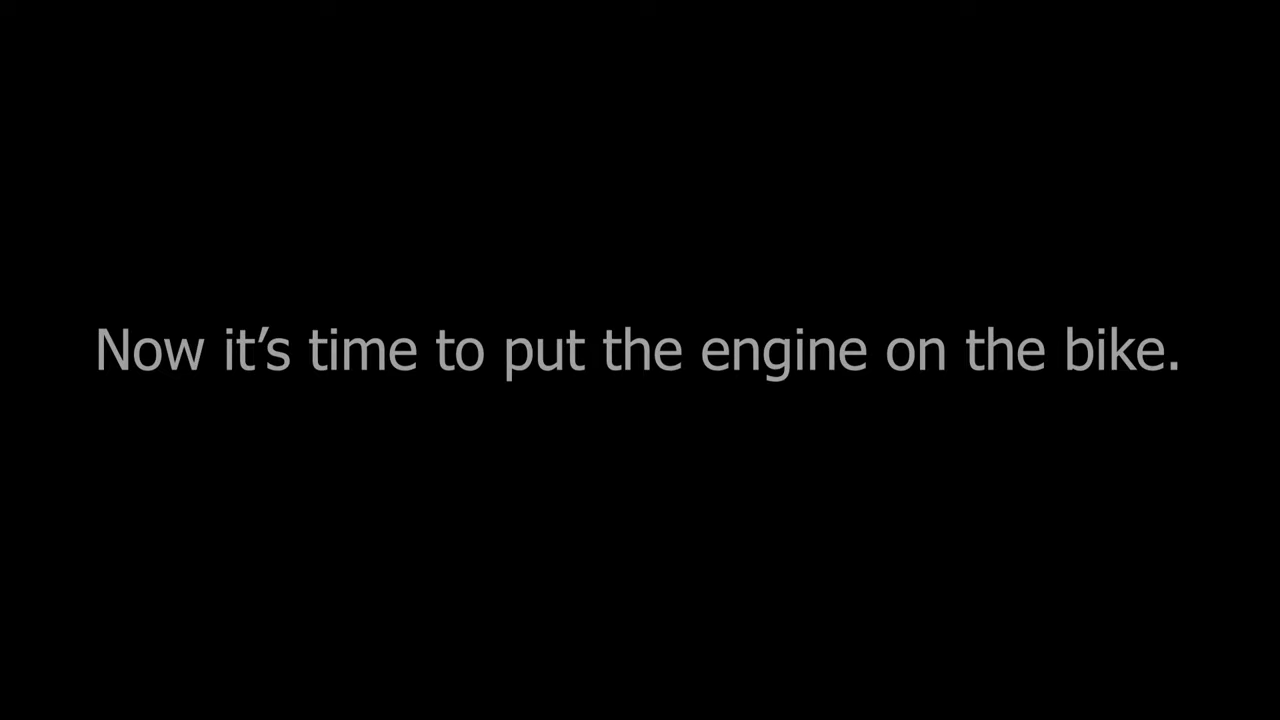 Now it’s time to put the engine on the bike.